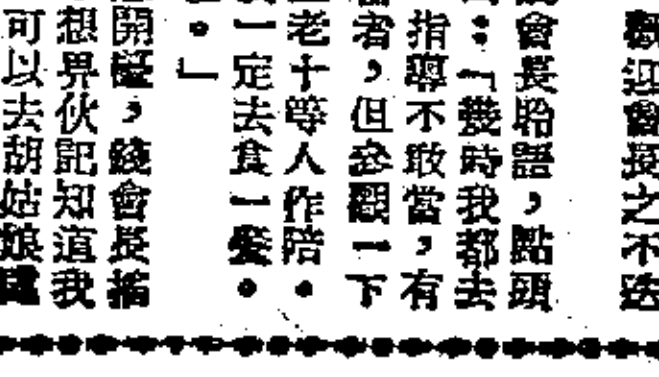 歡迎會長之不迭
會長聆語，點頭
：「幾時我都去
指導不敢當，有
者，但參觀一下
老十等人作陪。
一定去食一餐。
。」
開檯，錢會長搖
想畀伙記知道我
可以去胡姑娘處